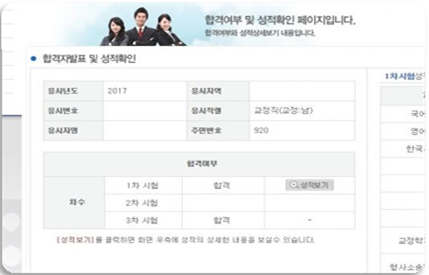 합격여부 및 성적확인 페이지입니다.
합격여부와 성적상세보기 내용입니다.
합격자발표 및 성적확인
응시년도 2017 응시지역
응시번호 응시직렬 교정직(교정:남)
응시자명 주민번호 920
합격여부
차수
1차 시험 합격 성적보기
2차 시험
3차 시험 합격 -
[성적보기]를 클릭하면 화면 우측에 성적의 상세한 내용을 보실수 있습니다.
1차시험성
국어
영어
한국
교정학
형사소송